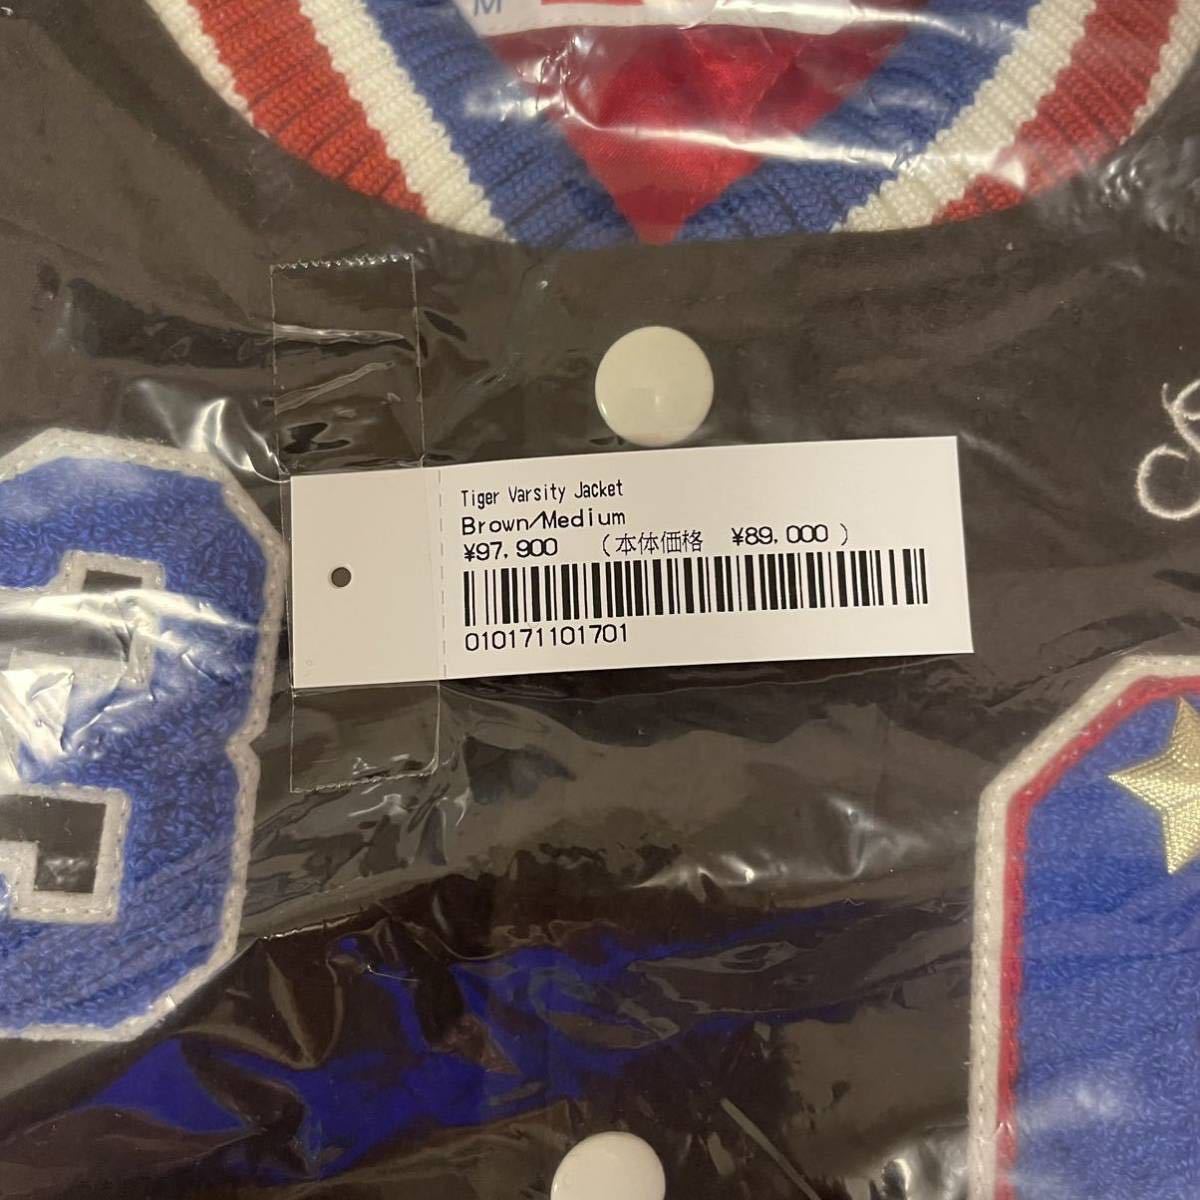 M
Tiger Varsity Jacket
Brown/Medium
¥97,900 （本体価格 ¥89,000 ）
010171101701